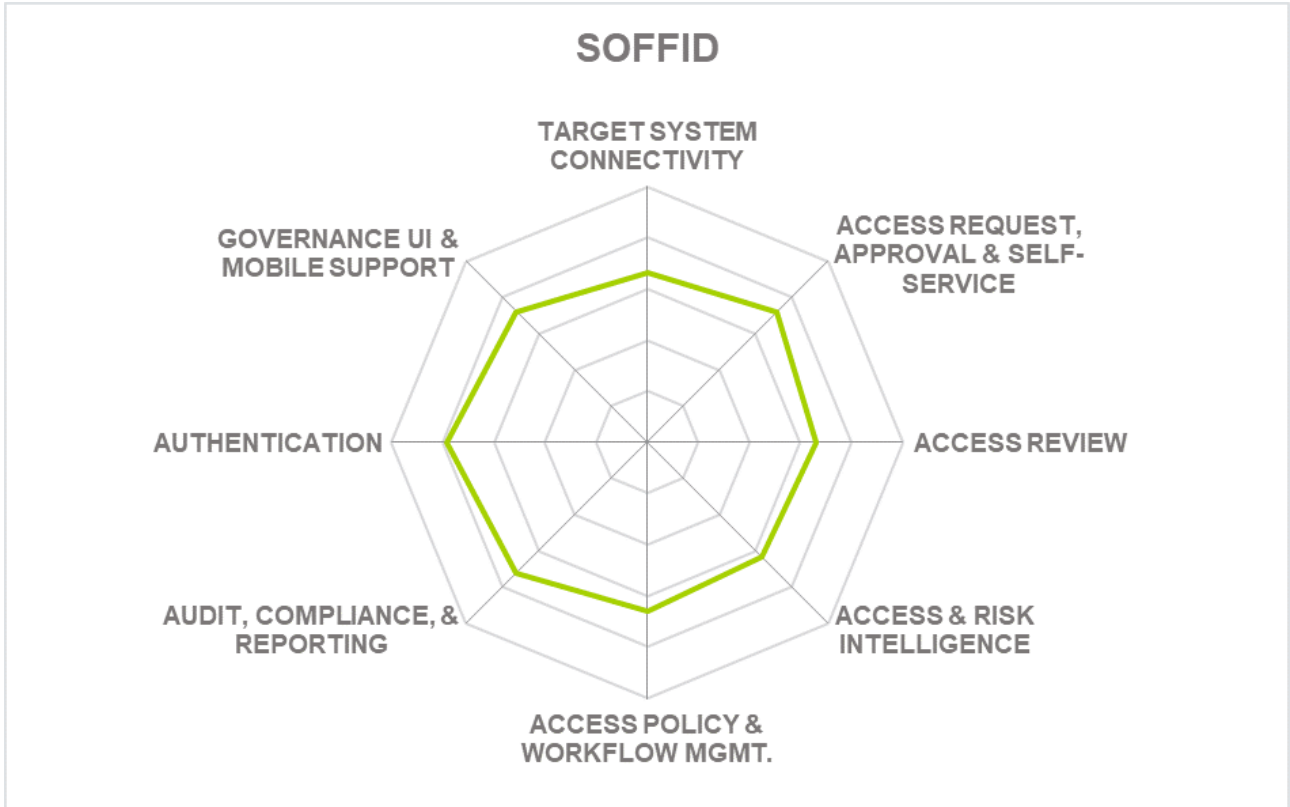 SOFFID
TARGET SYSTEM
CONNECTIVITY
ACCESS REQUEST,
APPROVAL & SELF-
SERVICE
GOVERNANCE UI &
MOBILE SUPPORT
AUTHENTICATION
ACCESS REVIEW
AUDIT, COMPLIANCE, &
REPORTING
ACCESS & RISK
INTELLIGENCE
ACCESS POLICY &
WORKFLOW MGMT.